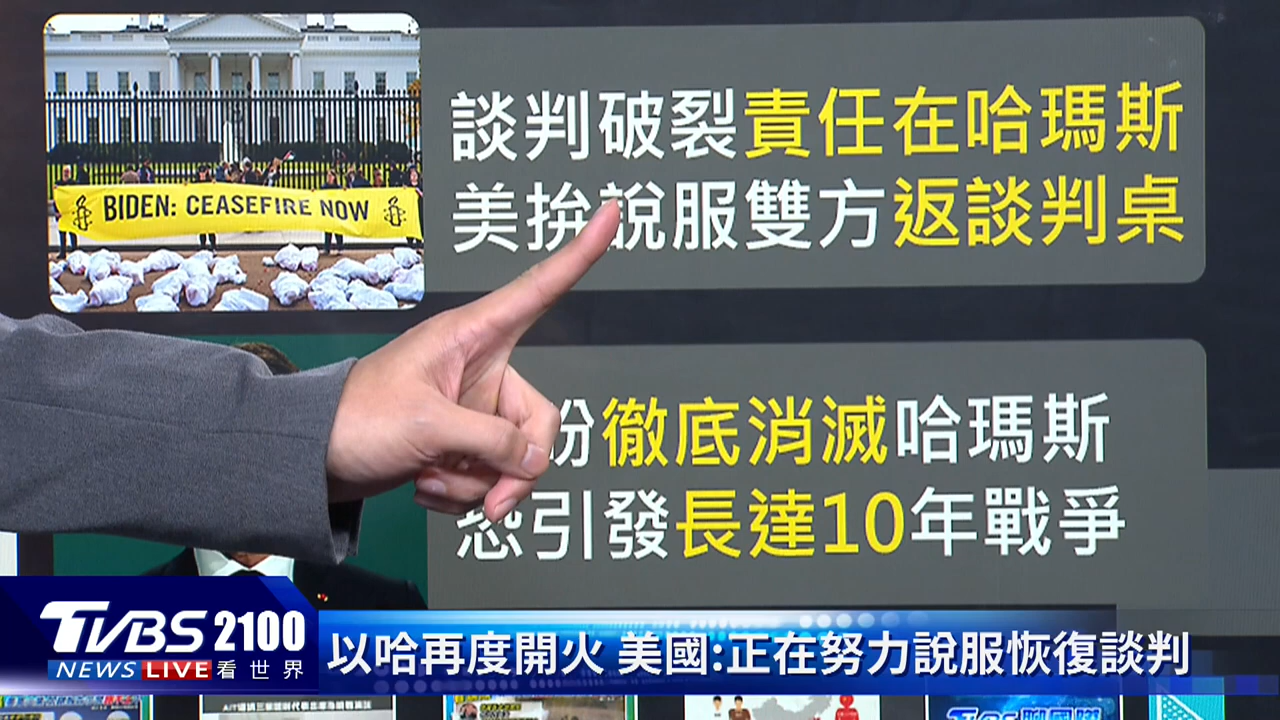 BIDEN: CEASEFIRE NOW
談判破裂責任在哈瑪斯
美拚說服雙方返談判桌
盼徹底消滅哈瑪斯
恐引發長達10年戰爭
TVBS 2100
NEWS LIVE 看世界
以哈再度開火 美國:正在努力說服恢復談判